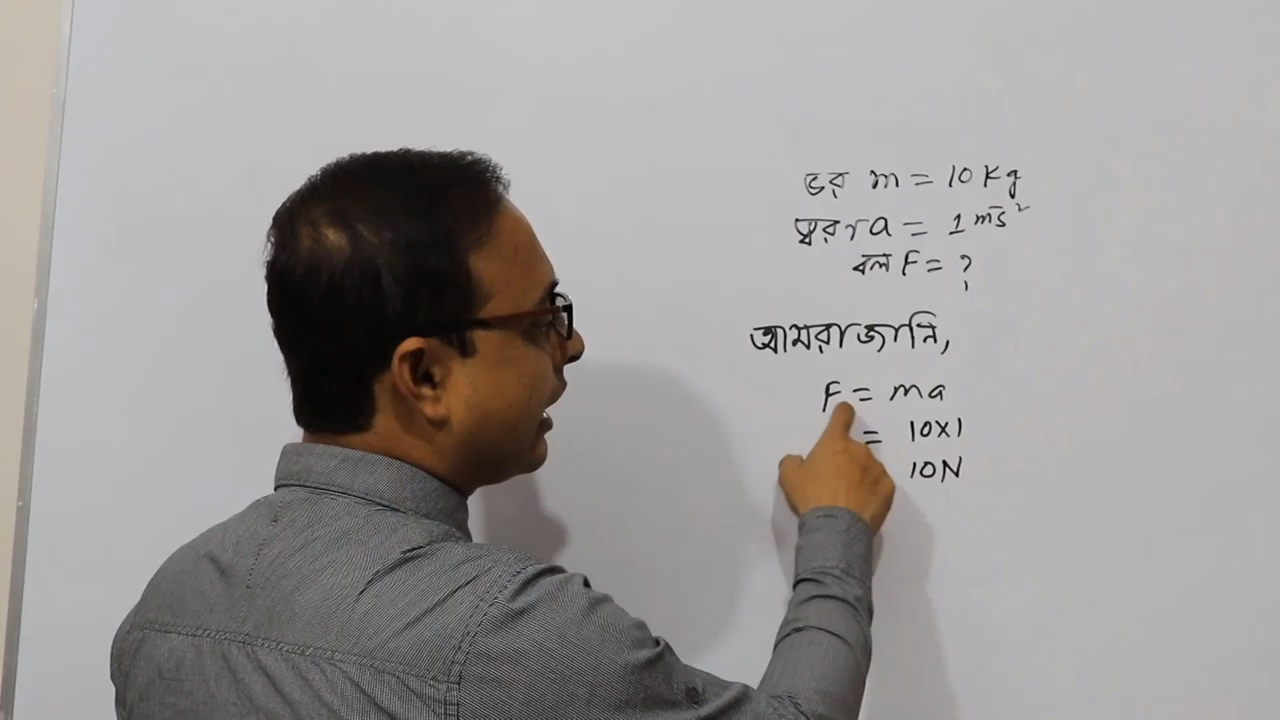 ভর m = 10 Kg
ত্বরণ a = 1 ms⁻²
বল F = ?
আমরা জানি,
F = ma
= 10×1
10N